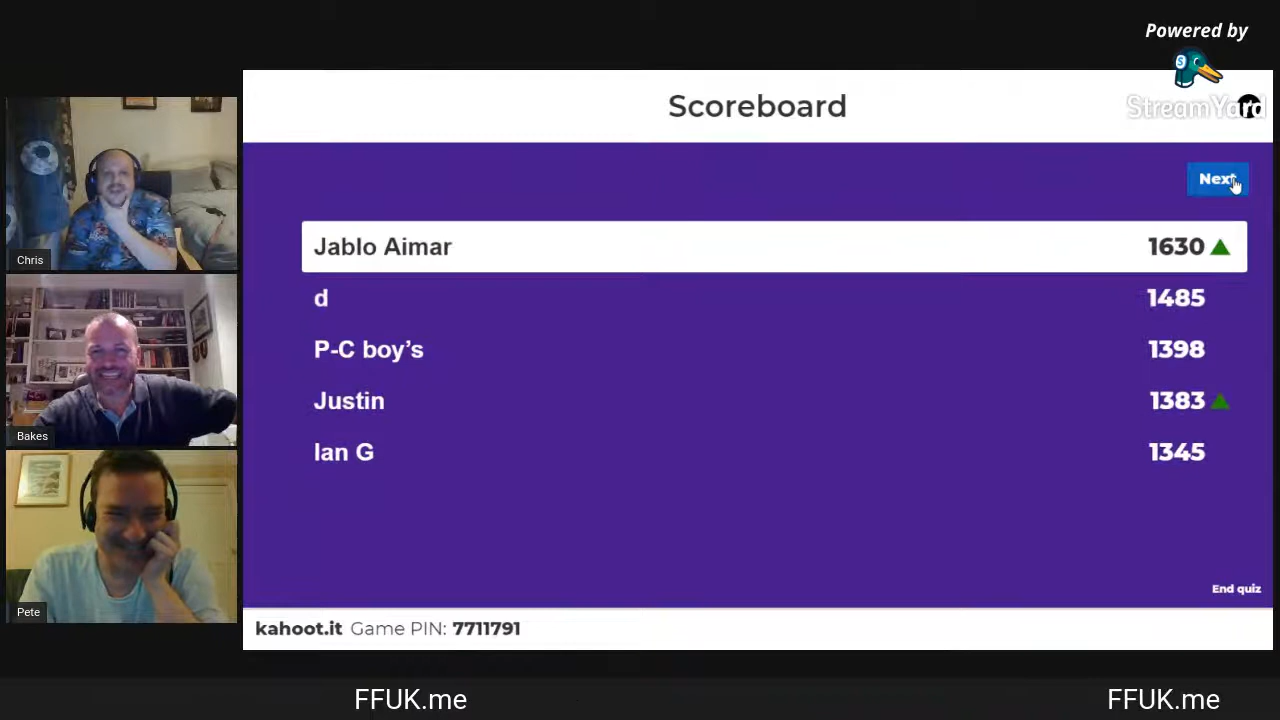 Powered by
StreamYard
Scoreboard
Next
Jablo Aimar 1630
d 1485
P-C boy’s 1398
Justin 1383
Ian G 1345
End quiz
kahoot.it Game PIN: 7711791
Chris
Bakes
Pete
FFUK.me FFUK.me